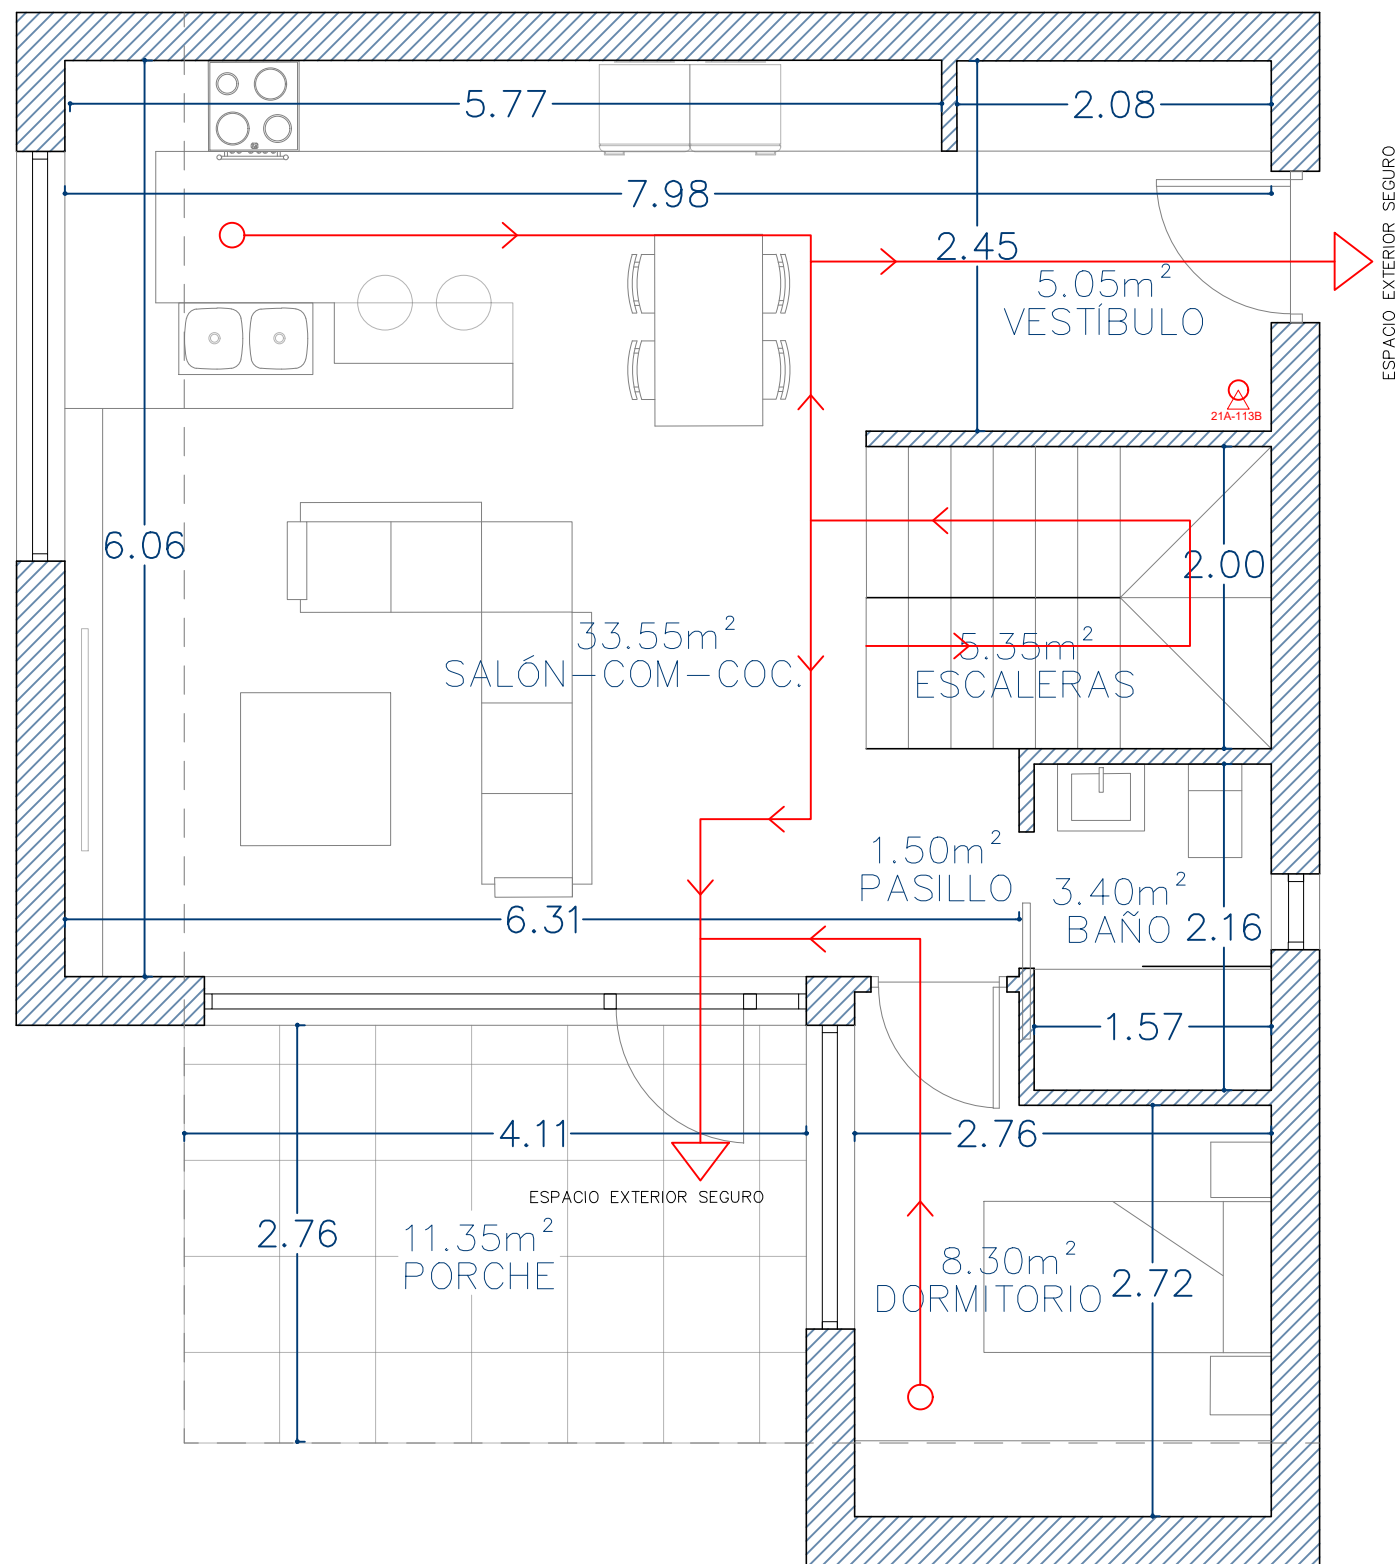 5.77
2.08
7.98
2.45
5.05m²
VESTÍBULO
ESPACIO EXTERIOR SEGURO
21A-113B
6.06
2.00
33.55m²
SALÓN-COM-COC.
5.35m²
ESCALERAS
1.50m²
PASILLO
3.40m²
BAÑO
2.16
6.31
1.57
4.11
2.76
ESPACIO EXTERIOR SEGURO
2.76
11.35m²
PORCHE
8.30m²
DORMITORIO
2.72